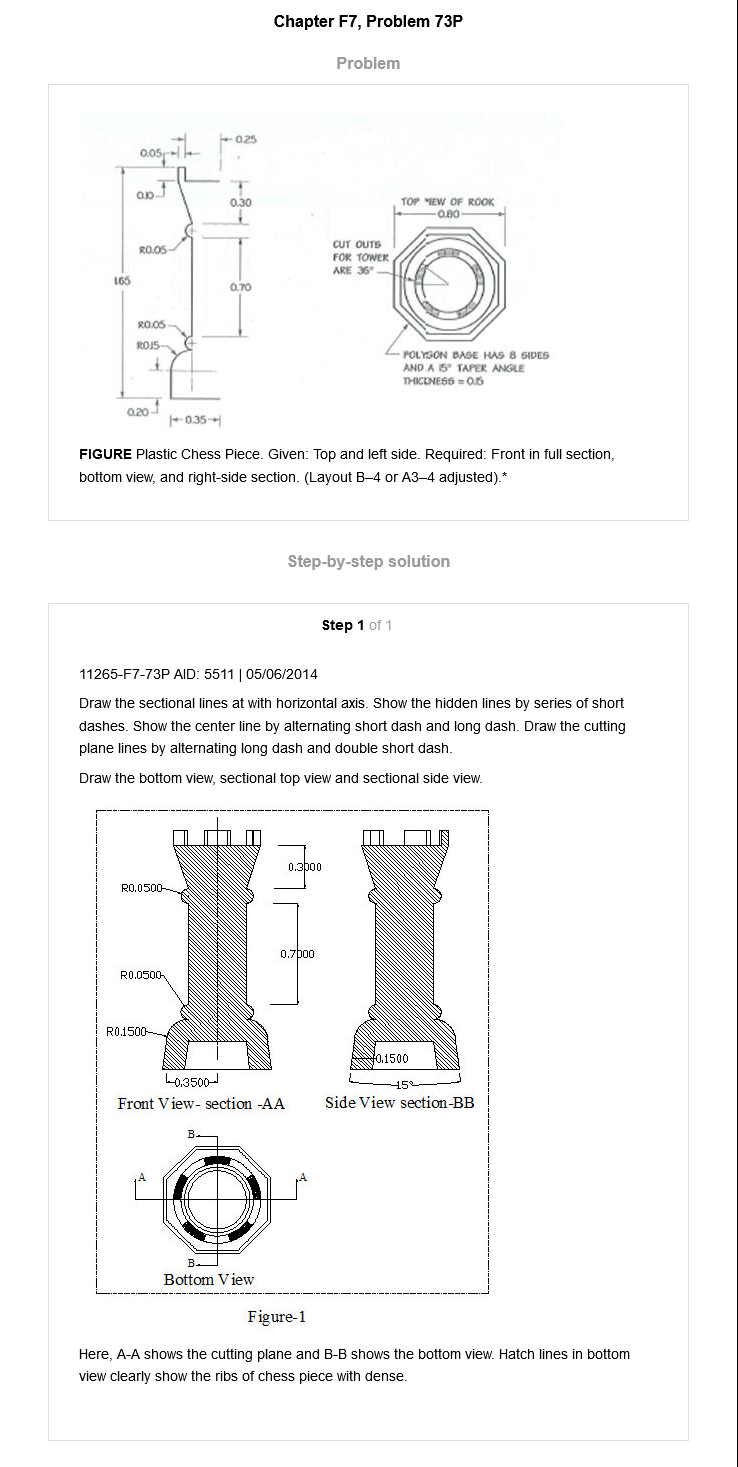 Chapter F7, Problem 73P
Problem
0.25
0.05
0.10
0.30
R0.05
1.65
0.70
R0.05
R0.15
0.20
0.35
TOP VIEW OF ROOK
0.80
CUT OUTS
FOR TOWER
ARE 36°
POLYGON BASE HAS 8 SIDES
AND A 15° TAPER ANGLE
THICKNESS = 0.15
FIGURE Plastic Chess Piece. Given: Top and left side. Required: Front in full section,
bottom view, and right-side section. (Layout B–4 or A3–4 adjusted).*
Step-by-step solution
Step 1 of 1
11265-F7-73P AID: 5511 | 05/06/2014
Draw the sectional lines at with horizontal axis. Show the hidden lines by series of short
dashes. Show the center line by alternating short dash and long dash. Draw the cutting
plane lines by alternating long dash and double short dash.
Draw the bottom view, sectional top view and sectional side view.
0.3000
R0.0500
0.7000
R0.0500
R0.1500
0.1500
0.3500
15°
Front View- section -AA
Side View section-BB
B
A
A
B
Bottom View
Figure-1
Here, A-A shows the cutting plane and B-B shows the bottom view. Hatch lines in bottom
view clearly show the ribs of chess piece with dense.